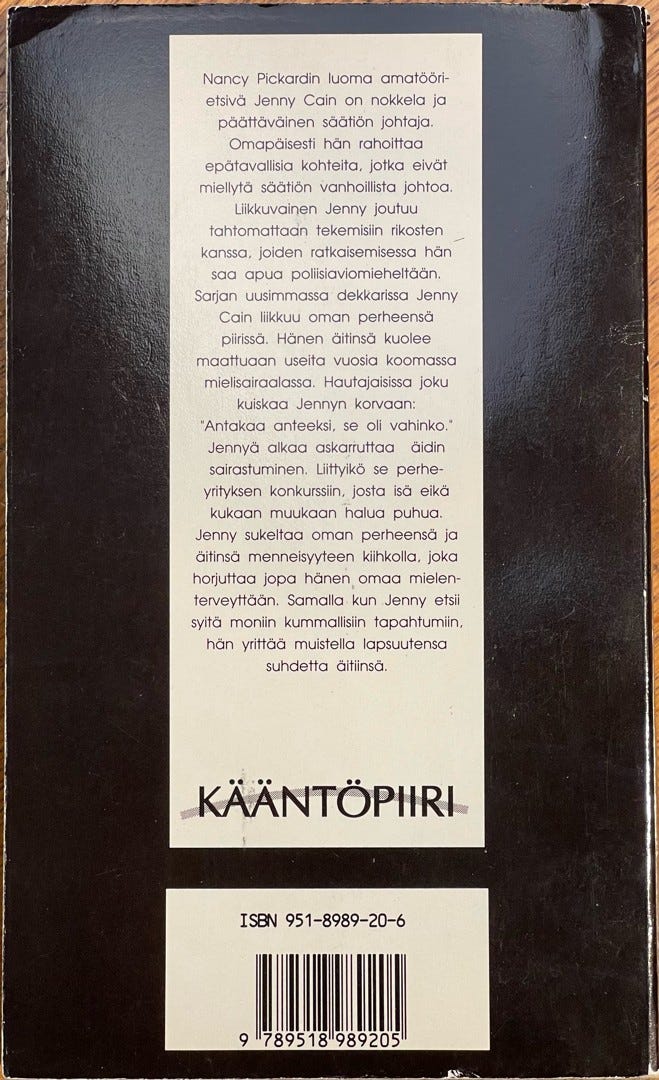 Nancy Pickardin luoma amatööri-
etsivä Jenny Cain on nokkela ja
päättäväinen säätiön johtaja.
Omapäisesti hän rahoittaa
epätavallisia kohteita, jotka eivät
miellytä säätiön vanhoillista johtoa.
Liikkuvainen Jenny joutuu
tahtomattaan tekemisiin rikosten
kanssa, joiden ratkaisemisessa hän
saa apua poliisiaviomieheltään.
Sarjan uusimmassa dekkarissa Jenny
Cain liikkuu oman perheensä
piirissä. Hänen äitinsä kuolee
maattuaan useita vuosia koomassa
mielisairaalassa. Hautajaisissa joku
kuiskaa Jennyn korvaan:
"Antakaa anteeksi, se oli vahinko."
Jennyä alkaa askarruttaa äidin
sairastuminen. Liittyikö se perhe-
yrityksen konkurssiin, josta isä eikä
kukaan muukaan halua puhua.
Jenny sukeltaa oman perheensä ja
äitinsä menneisyyteen kiihkolla, joka
horjuttaa jopa hänen omaa mielen-
terveyttään. Samalla kun Jenny etsii
syitä moniin kummallisiin tapahtumiin,
hän yrittää muistella lapsuutensa
suhdetta äitiinsä.
KÄÄNTÖPIIRI
ISBN 951-8989-20-6
9 789518 989205